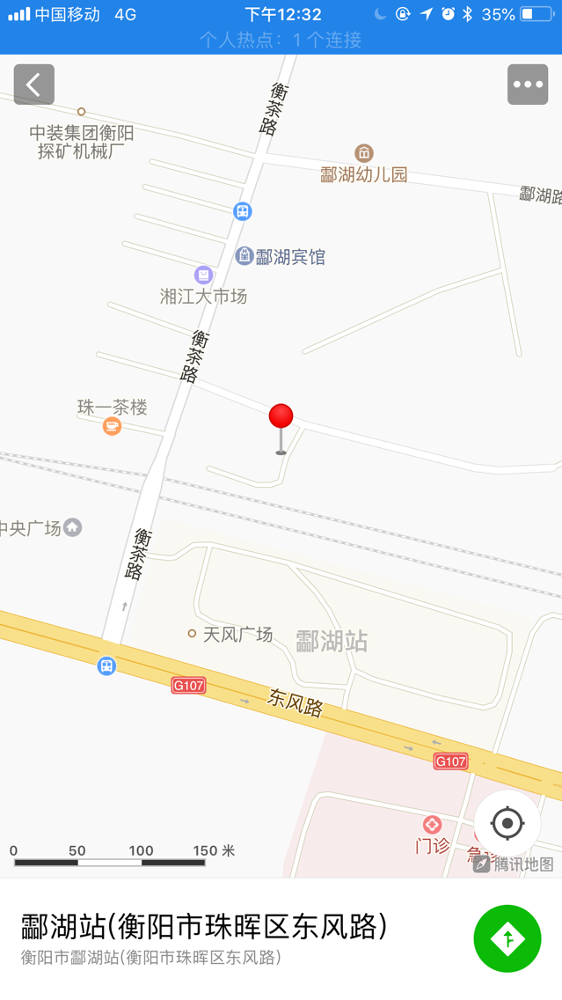 中国移动 4G 下午12:32 35%
个人热点：1 个连接
衡茶路
中装集团衡阳
探矿机械厂
酃湖幼儿园
酃湖路
酃湖宾馆
湘江大市场
衡茶路
珠一茶楼
中央广场
衡茶路
天风广场
酃湖站
G107
东风路
G107
门诊
急诊
0 50 100 150 米
腾讯地图
酃湖站(衡阳市珠晖区东风路)
衡阳市酃湖站(衡阳市珠晖区东风路)